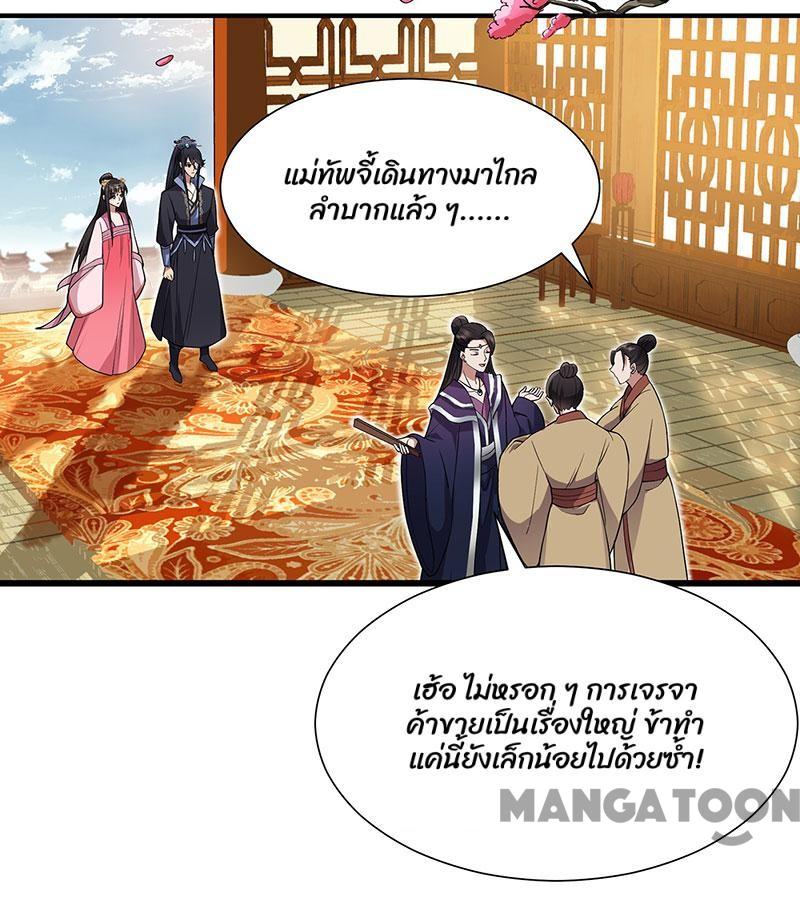 แม่ทัพจี้เดินทางมาไกล
ลำบากแล้ว ๆ......
เฮ้อ ไม่หรอก ๆ การเจรจา
ค้าขายเป็นเรื่องใหญ่ ข้าทำ
แค่นี้ยังเล็กน้อยไปด้วยซ้ำ!
MANGATOON